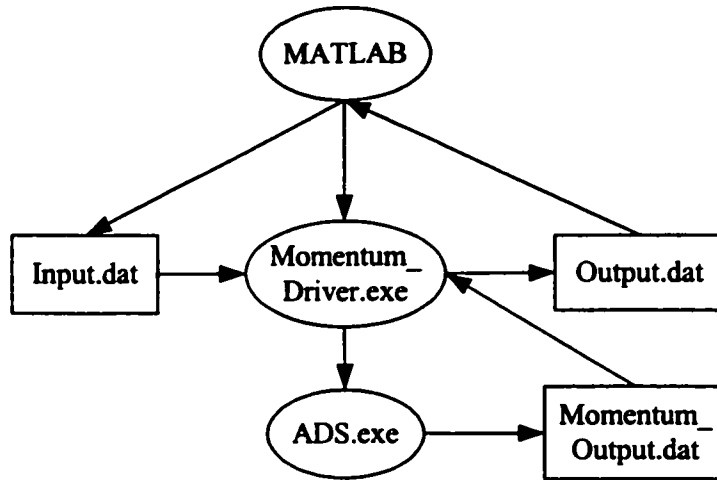 MATLAB
Input.dat
Momentum_
Driver.exe
Output.dat
ADS.exe
Momentum_
Output.dat